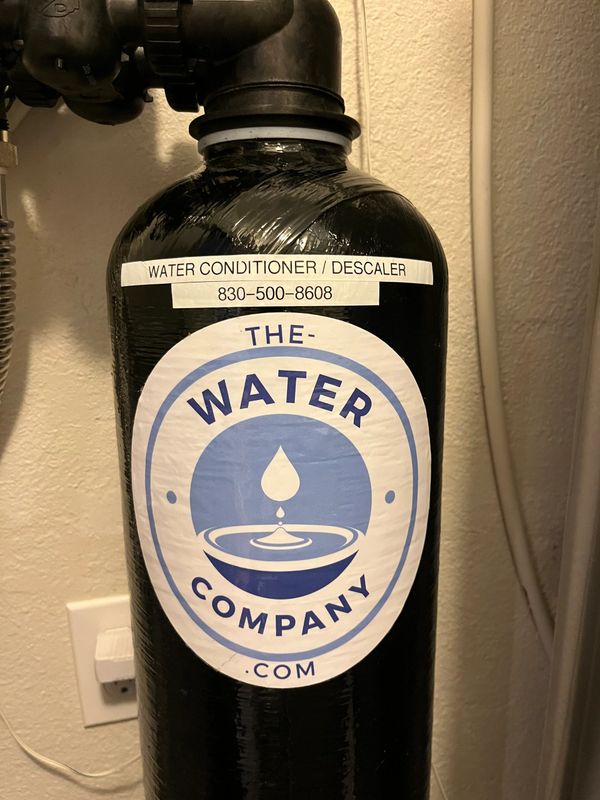 WATER CONDITIONER / DESCALER
830-500-8608
THE-
WATER
COMPANY
.COM